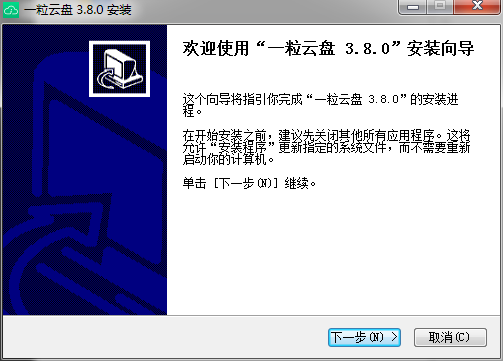 一粒云盘 3.8.0 安装
欢迎使用“一粒云盘 3.8.0”安装向导
这个向导将指引你完成“一粒云盘 3.8.0”的安装进
程。
在开始安装之前，建议先关闭其他所有应用程序。这将
允许“安装程序”更新指定的系统文件，而不需要重新
启动你的计算机。
单击 [下一步(N)] 继续。
下一步(N) >
取消(C)